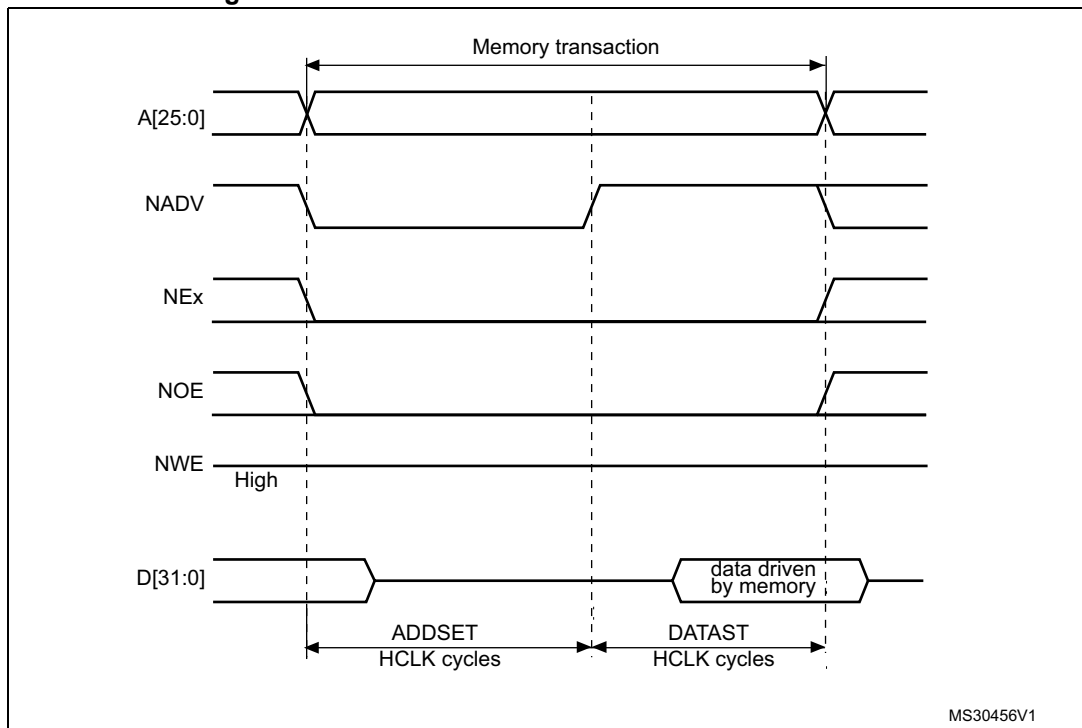 Memory transaction
A[25:0]
NADV
NEx
NOE
NWE
High
D[31:0]
data driven
by memory
ADDSET
HCLK cycles
DATAST
HCLK cycles
MS30456V1